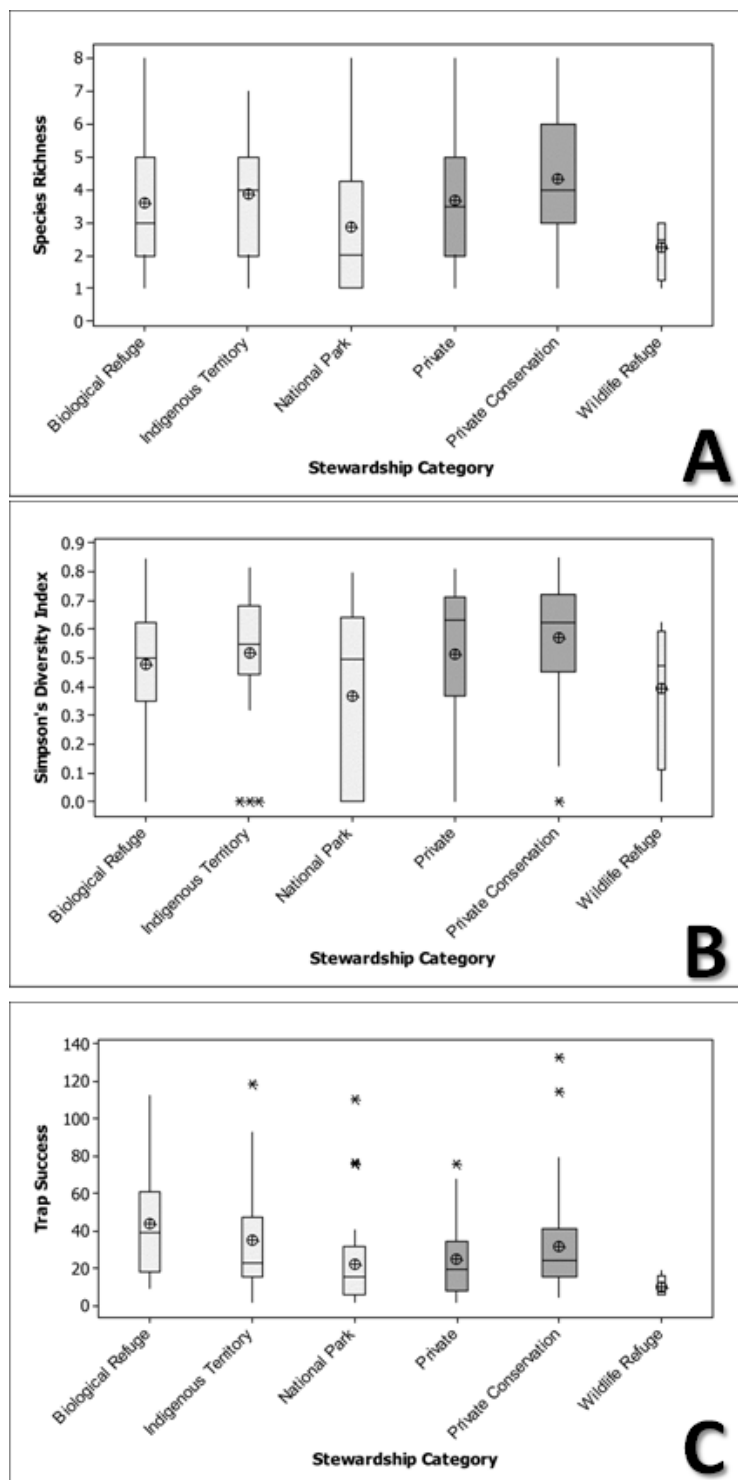 Species Richness
8
7
6
5
4
3
2
1
0
Biological Refuge
Indigenous Territory
National Park
Private
Private Conservation
Wildlife Refuge
Stewardship Category
A
Simpson's Diversity Index
0.9
0.8
0.7
0.6
0.5
0.4
0.3
0.2
0.1
0.0
Biological Refuge
Indigenous Territory
National Park
Private
Private Conservation
Wildlife Refuge
Stewardship Category
B
Trap Success
140
120
100
80
60
40
20
0
Biological Refuge
Indigenous Territory
National Park
Private
Private Conservation
Wildlife Refuge
Stewardship Category
C